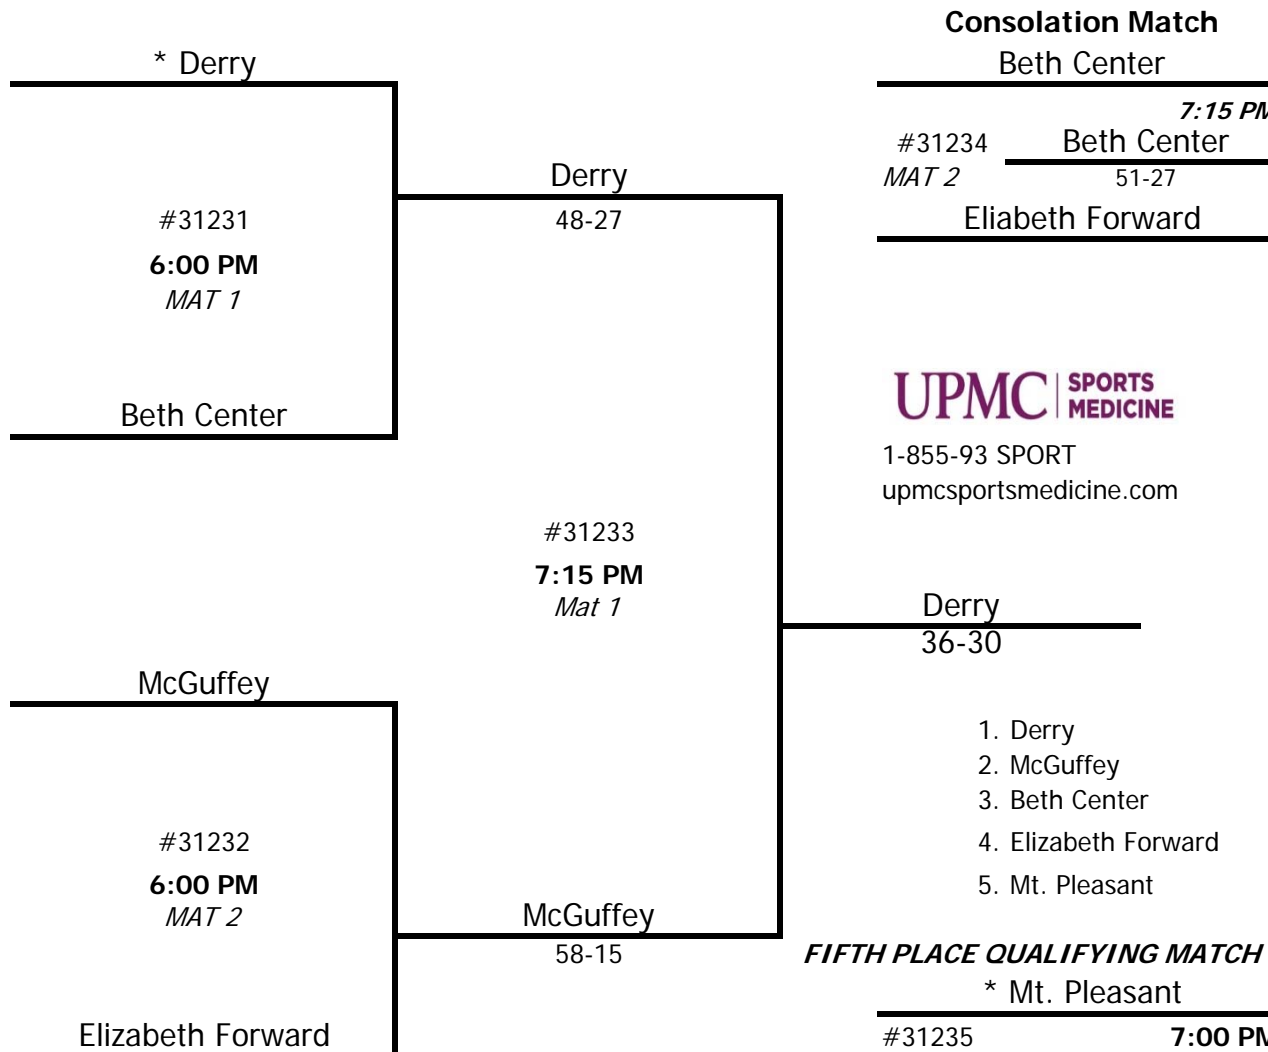 * Derry
#31231
6:00 PM
MAT 1
Beth Center
Derry
48-27
#31233
7:15 PM
Mat 1
McGuffey
#31232
6:00 PM
MAT 2
Elizabeth Forward
McGuffey
58-15
Derry
36-30
Consolation Match
Beth Center
7:15 PM
#31234 Beth Center
MAT 2 51-27
Eliabeth Forward
UPMC SPORTS
MEDICINE
1-855-93 SPORT
upmcsportsmedicine.com
1. Derry
2. McGuffey
3. Beth Center
4. Elizabeth Forward
5. Mt. Pleasant
FIFTH PLACE QUALIFYING MATCH
* Mt. Pleasant
#31235 7:00 PM